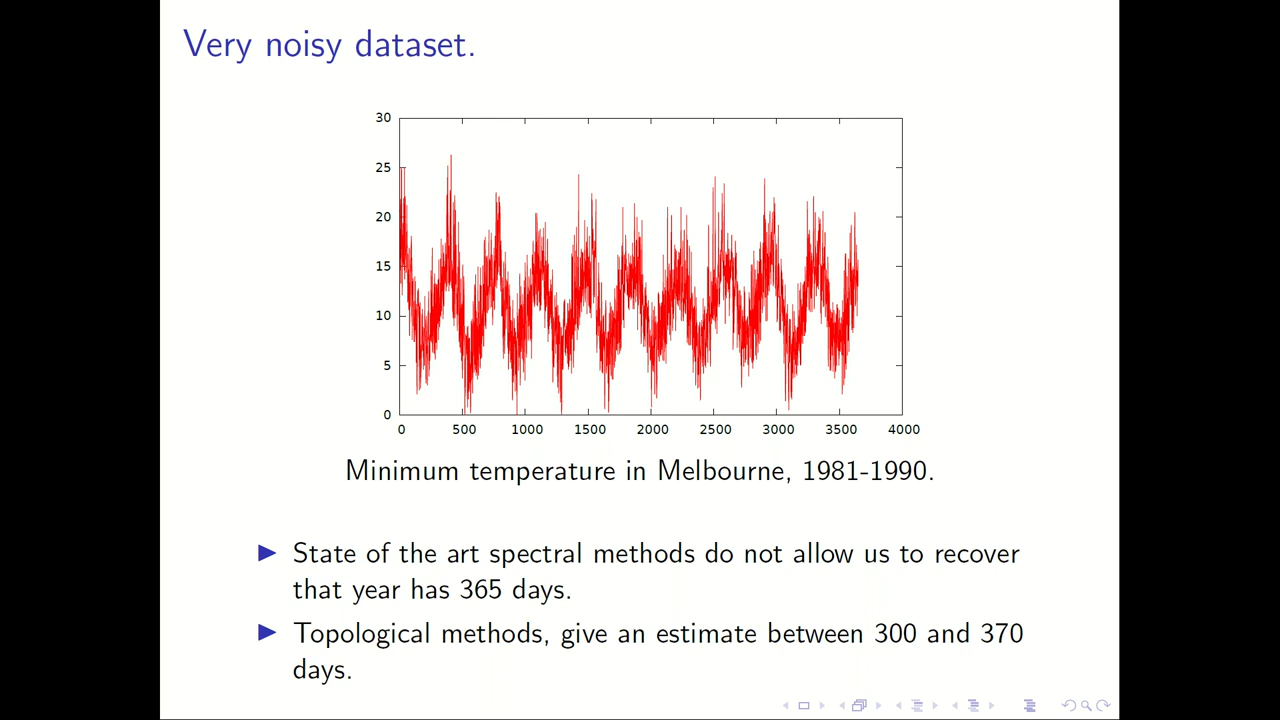 Very noisy dataset.
30
25
20
15
10
5
0
0 500 1000 1500 2000 2500 3000 3500 4000
Minimum temperature in Melbourne, 1981-1990.
State of the art spectral methods do not allow us to recover
that year has 365 days.
Topological methods, give an estimate between 300 and 370
days.